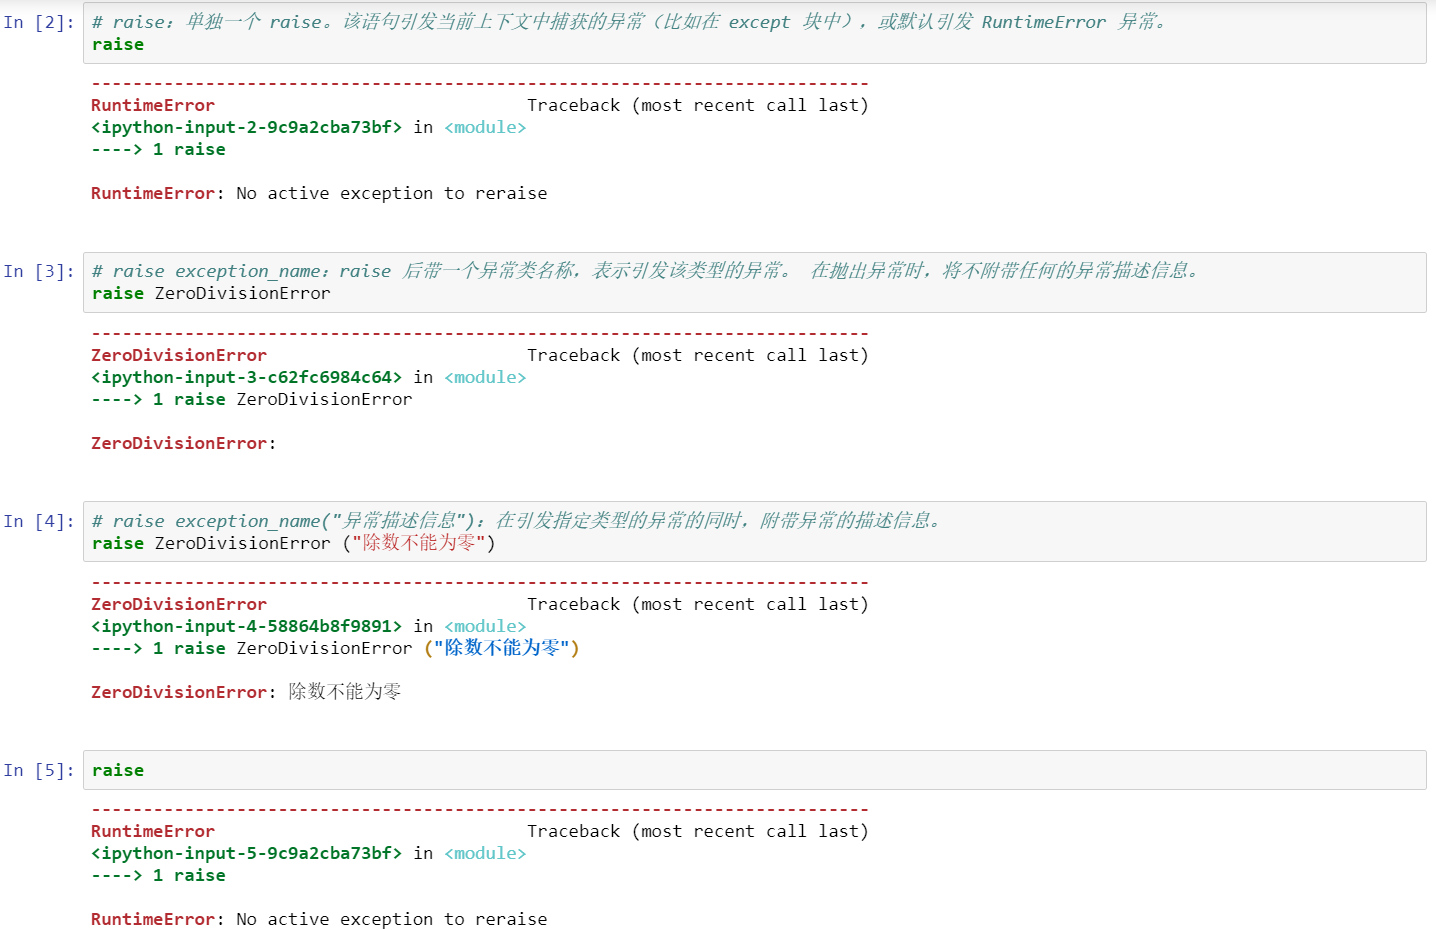 In [2]: # raise：单独一个 raise。该语句引发当前上下文中捕获的异常（比如在 except 块中），或默认引发 RuntimeError 异常。
raise
---------------------------------------------------------------------------
RuntimeError                              Traceback (most recent call last)
<ipython-input-2-9c9a2cba73bf> in <module>
----> 1 raise
RuntimeError: No active exception to reraise
In [3]: # raise exception_name：raise 后带一个异常类名称，表示引发该类型的异常。 在抛出异常时，将不附带任何的异常描述信息。
raise ZeroDivisionError
---------------------------------------------------------------------------
ZeroDivisionError                         Traceback (most recent call last)
<ipython-input-3-c62fc6984c64> in <module>
----> 1 raise ZeroDivisionError
ZeroDivisionError:
In [4]: # raise exception_name("异常描述信息")：在引发指定类型的异常的同时，附带异常的描述信息。
raise ZeroDivisionError ("除数不能为零")
---------------------------------------------------------------------------
ZeroDivisionError                         Traceback (most recent call last)
<ipython-input-4-58864b8f9891> in <module>
----> 1 raise ZeroDivisionError ("除数不能为零")
ZeroDivisionError: 除数不能为零
In [5]: raise
---------------------------------------------------------------------------
RuntimeError                              Traceback (most recent call last)
<ipython-input-5-9c9a2cba73bf> in <module>
----> 1 raise
RuntimeError: No active exception to reraise